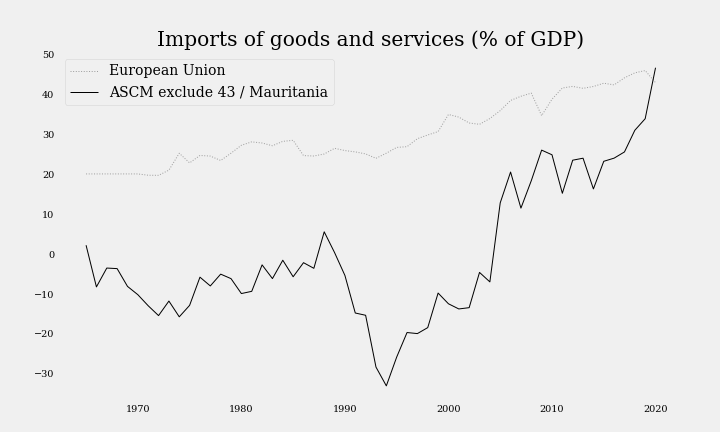 Imports of goods and services (% of GDP)
50
European Union
ASCM exclude 43 / Mauritania
40
30
20
10
0
−10
−20
−30
1970 1980 1990 2000 2010 2020